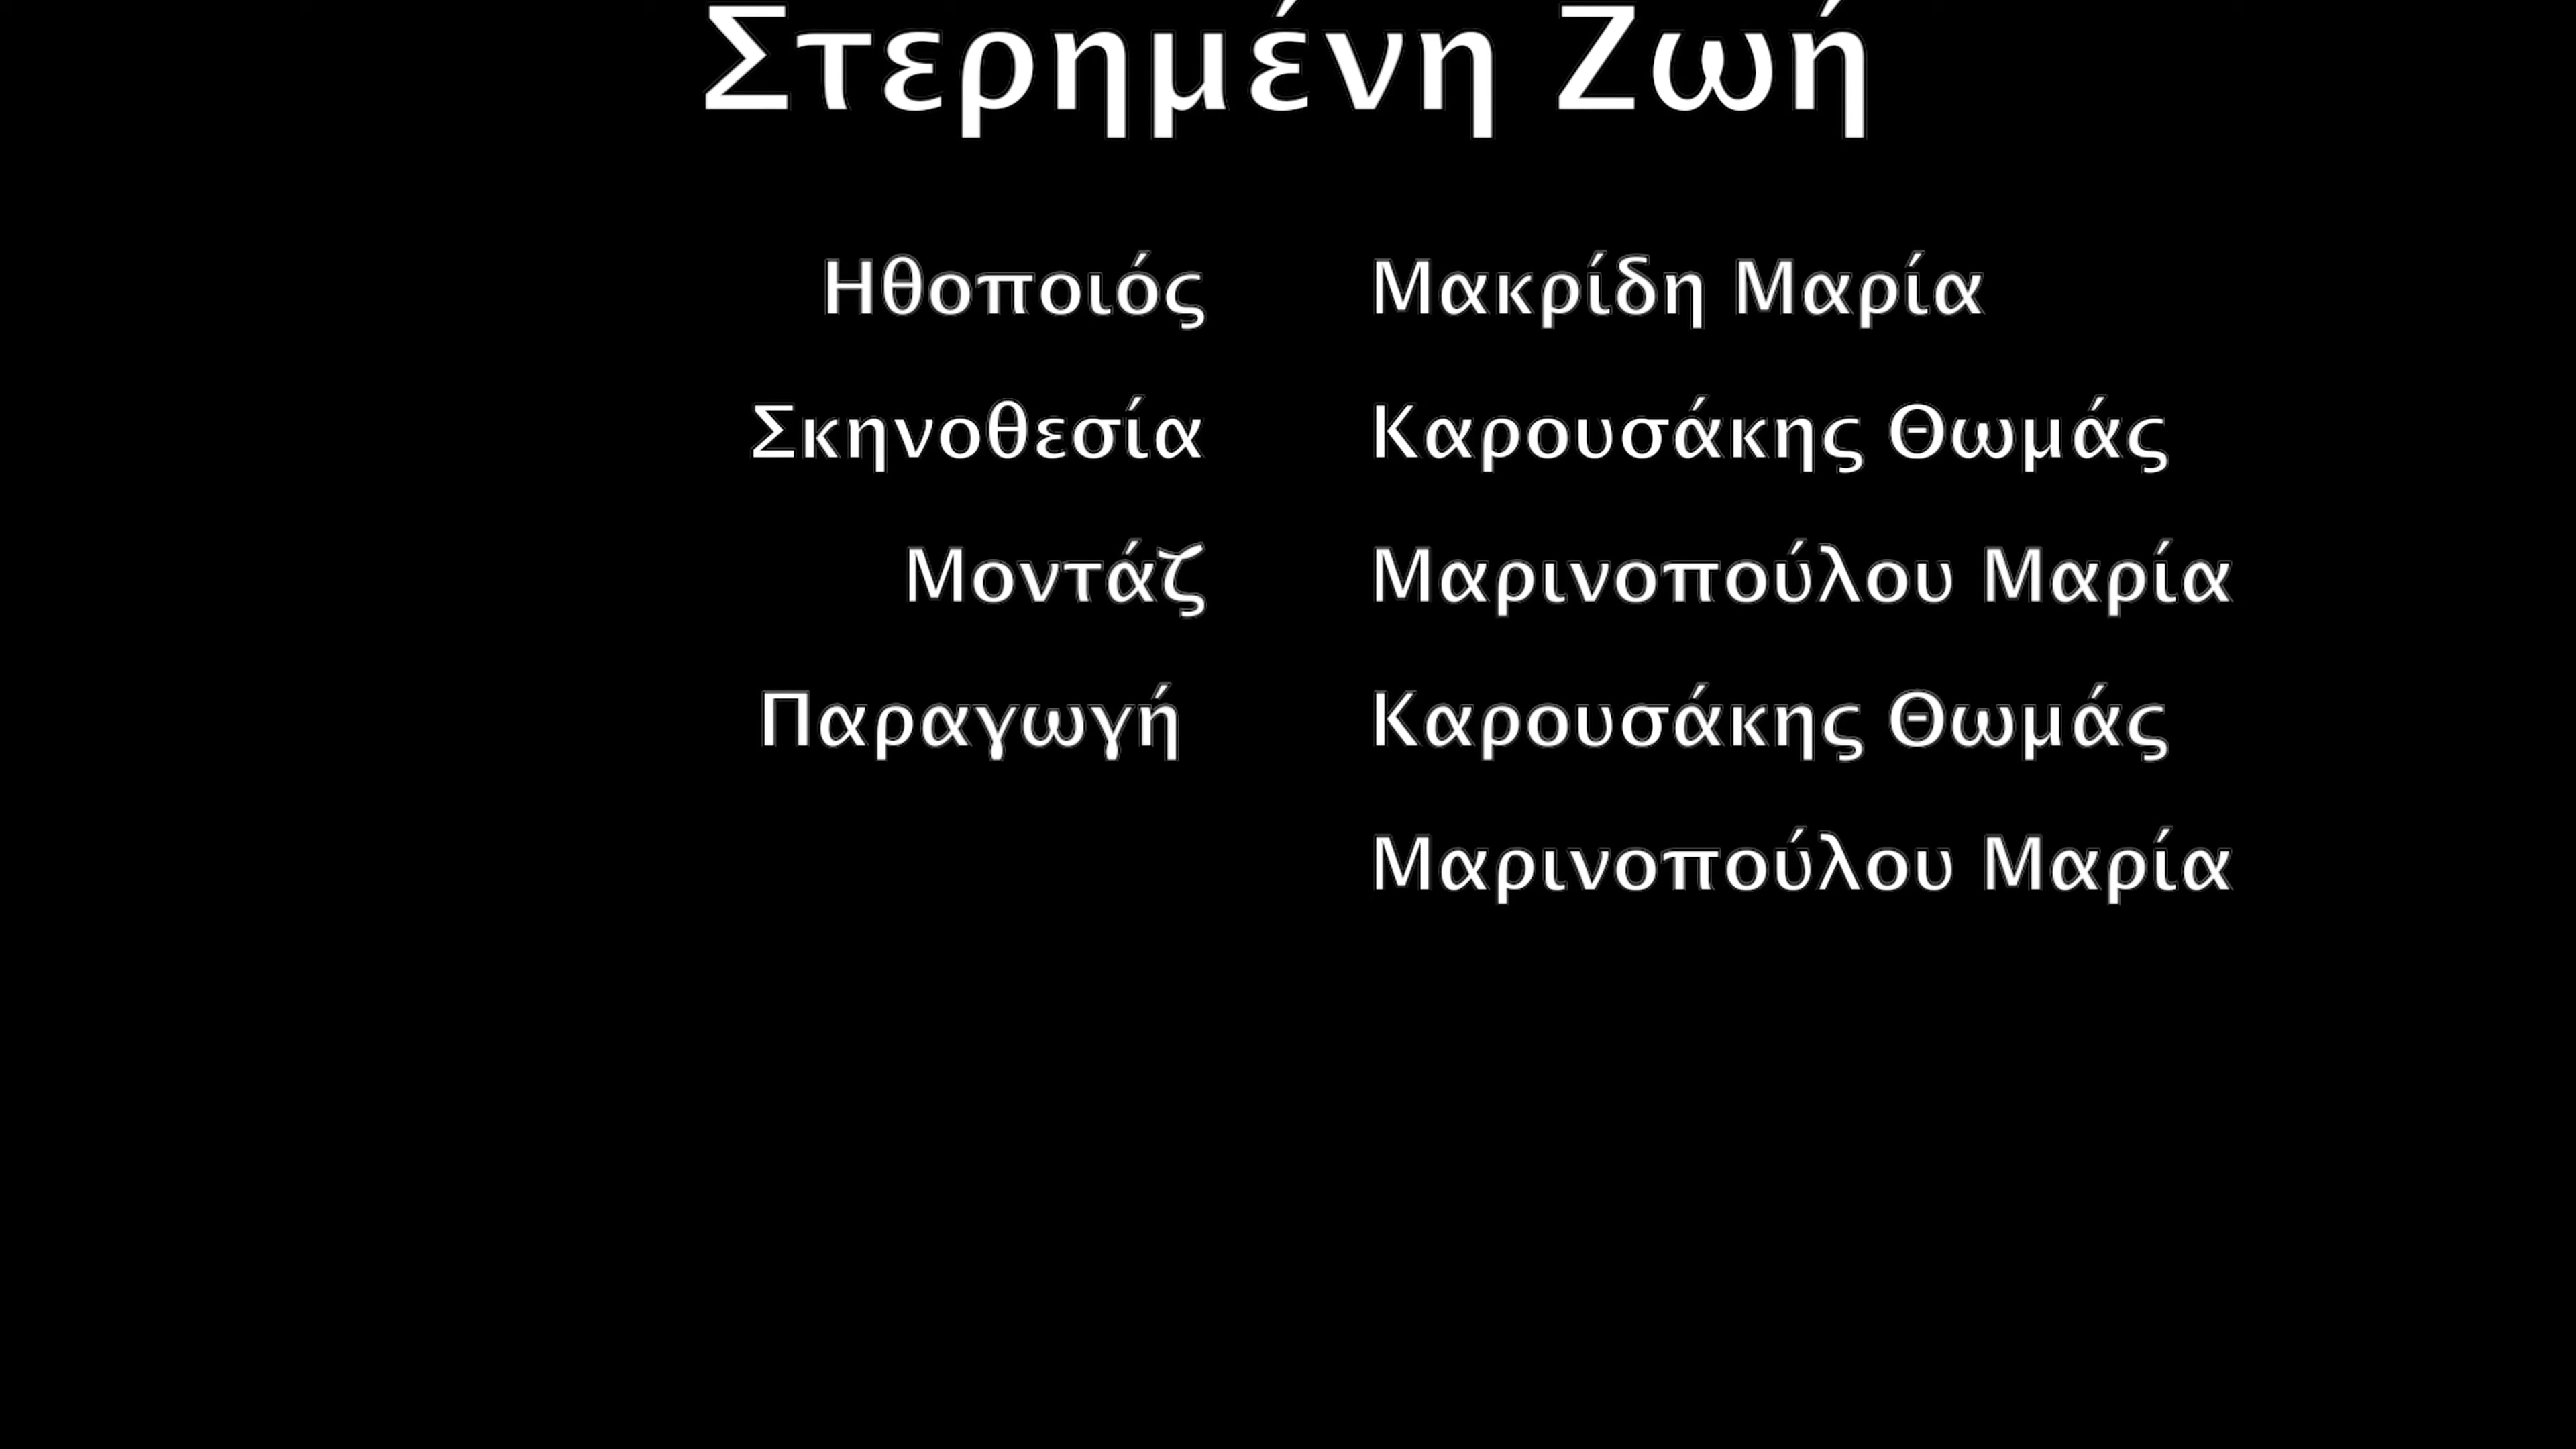 Στερημένη Ζωή
Ηθοποιός Μακρίδη Μαρία
Σκηνοθεσία Καρουσάκης Θωμάς
Μοντάζ Μαρινοπούλου Μαρία
Παραγωγή Καρουσάκης Θωμάς
Μαρινοπούλου Μαρία